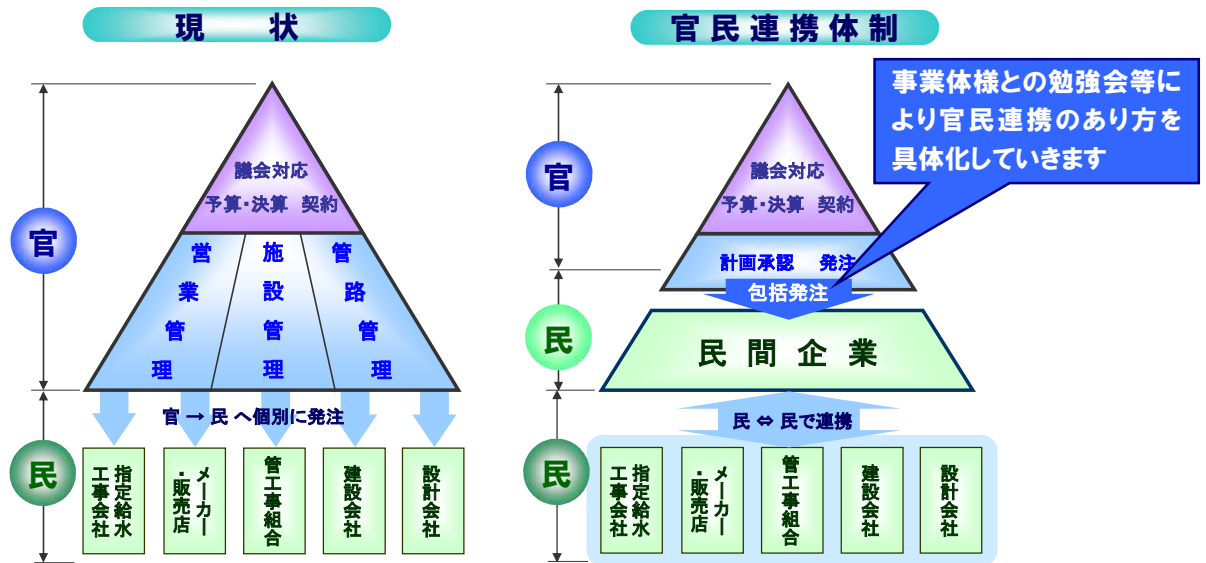 現状
官
議会対応
予算・決算 契約
営業管理
施設管理
管路管理
官 → 民 へ個別に発注
民
指定給水
工事会社
メーカー
・販売店
管工事組合
建設会社
設計会社
官民連携体制
事業体様との勉強会等に
より官民連携のあり方を
具体化していきます
官
議会対応
予算・決算 契約
計画承認 発注
包括発注
民
民間企業
民 ⇔ 民で連携
民
指定給水
工事会社
メーカー
・販売店
管工事組合
建設会社
設計会社